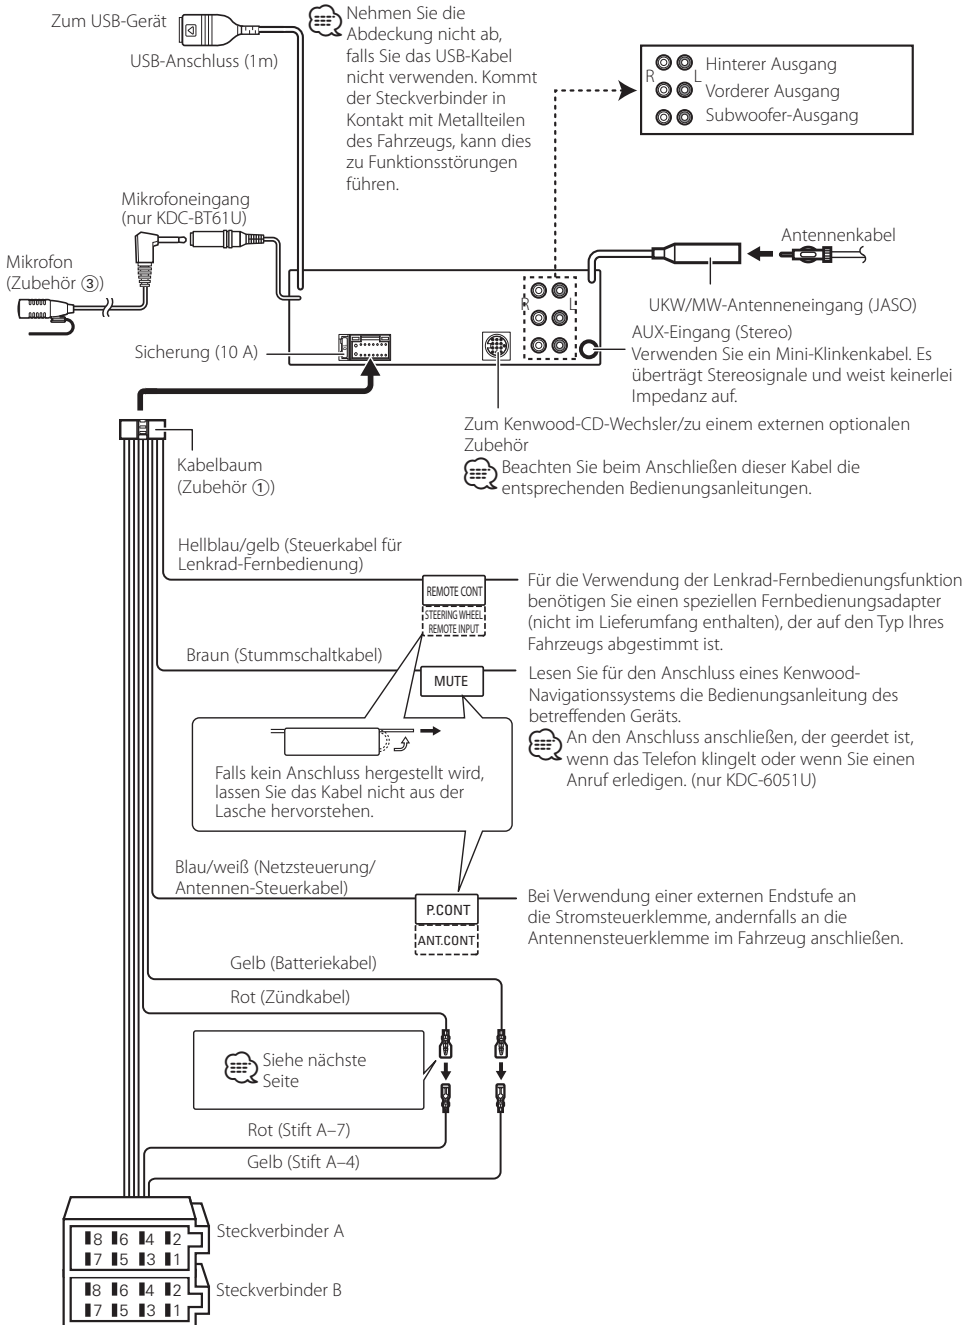 Zum USB-Gerät
USB-Anschluss (1m)
Nehmen Sie die
Abdeckung nicht ab,
falls Sie das USB-Kabel
nicht verwenden. Kommt
der Steckverbinder in
Kontakt mit Metallteilen
des Fahrzeugs, kann dies
zu Funktionsstörungen
führen.
R
L
Hinterer Ausgang
Vorderer Ausgang
Subwoofer-Ausgang
Mikrofoneingang
(nur KDC-BT61U)
Mikrofon
(Zubehör ③)
Antennenkabel
UKW/MW-Antenneneingang (JASO)
R
L
Sicherung (10 A)
AUX-Eingang (Stereo)
Verwenden Sie ein Mini-Klinkenkabel. Es
überträgt Stereosignale und weist keinerlei
Impedanz auf.
Zum Kenwood-CD-Wechsler/zu einem externen optionalen
Zubehör
Beachten Sie beim Anschließen dieser Kabel die
entsprechenden Bedienungsanleitungen.
Kabelbaum
(Zubehör ①)
Hellblau/gelb (Steuerkabel für
Lenkrad-Fernbedienung)
REMOTE CONT
STEERING WHEEL
REMOTE INPUT
Für die Verwendung der Lenkrad-Fernbedienungsfunktion
benötigen Sie einen speziellen Fernbedienungsadapter
(nicht im Lieferumfang enthalten), der auf den Typ Ihres
Fahrzeugs abgestimmt ist.
Braun (Stummschaltkabel)
MUTE
Lesen Sie für den Anschluss eines Kenwood-
Navigationssystems die Bedienungsanleitung des
betreffenden Geräts.
An den Anschluss anschließen, der geerdet ist,
wenn das Telefon klingelt oder wenn Sie einen
Anruf erledigen. (nur KDC-6051U)
Falls kein Anschluss hergestellt wird,
lassen Sie das Kabel nicht aus der
Lasche hervorstehen.
Blau/weiß (Netzsteuerung/
Antennen-Steuerkabel)
P.CONT
ANT.CONT
Bei Verwendung einer externen Endstufe an
die Stromsteuerklemme, andernfalls an die
Antennensteuerklemme im Fahrzeug anschließen.
Gelb (Batteriekabel)
Rot (Zündkabel)
Siehe nächste
Seite
Rot (Stift A–7)
Gelb (Stift A–4)
Steckverbinder A
8 6 4 2
7 5 3 1
Steckverbinder B
8 6 4 2
7 5 3 1